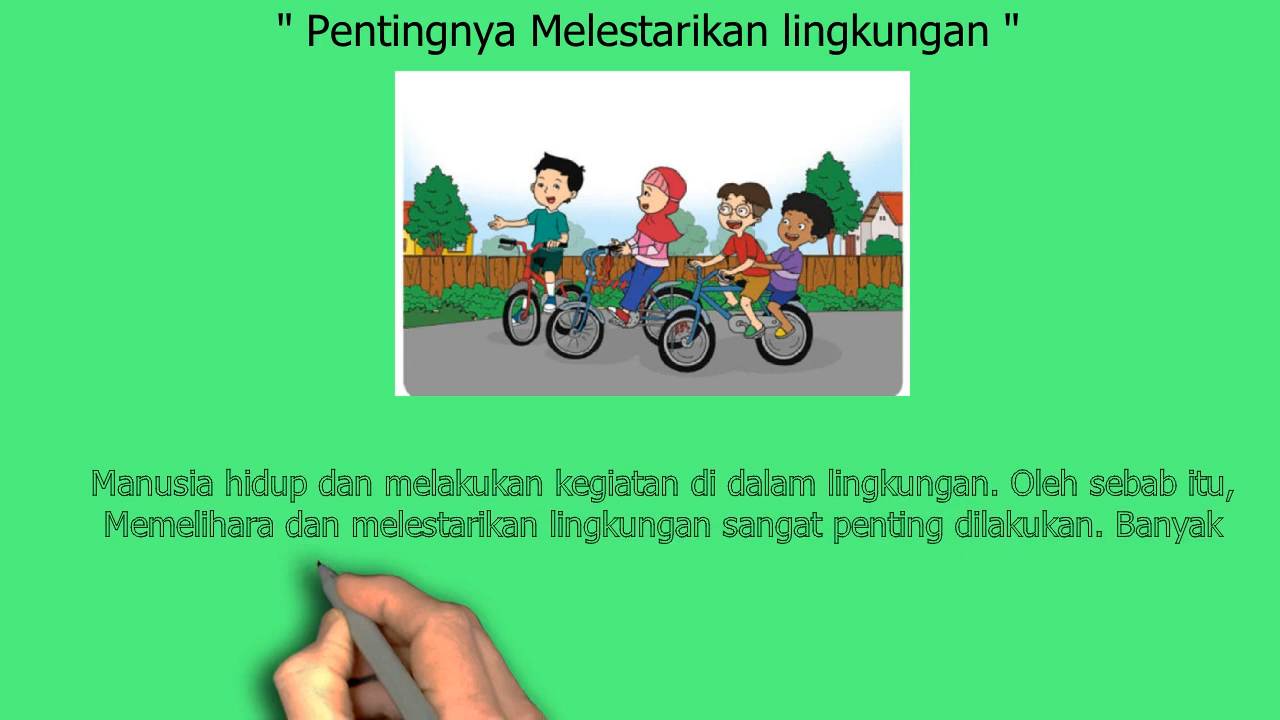 " Pentingnya Melestarikan lingkungan "
Manusia hidup dan melakukan kegiatan di dalam lingkungan. Oleh sebab itu,
Memelihara dan melestarikan lingkungan sangat penting dilakukan. Banyak